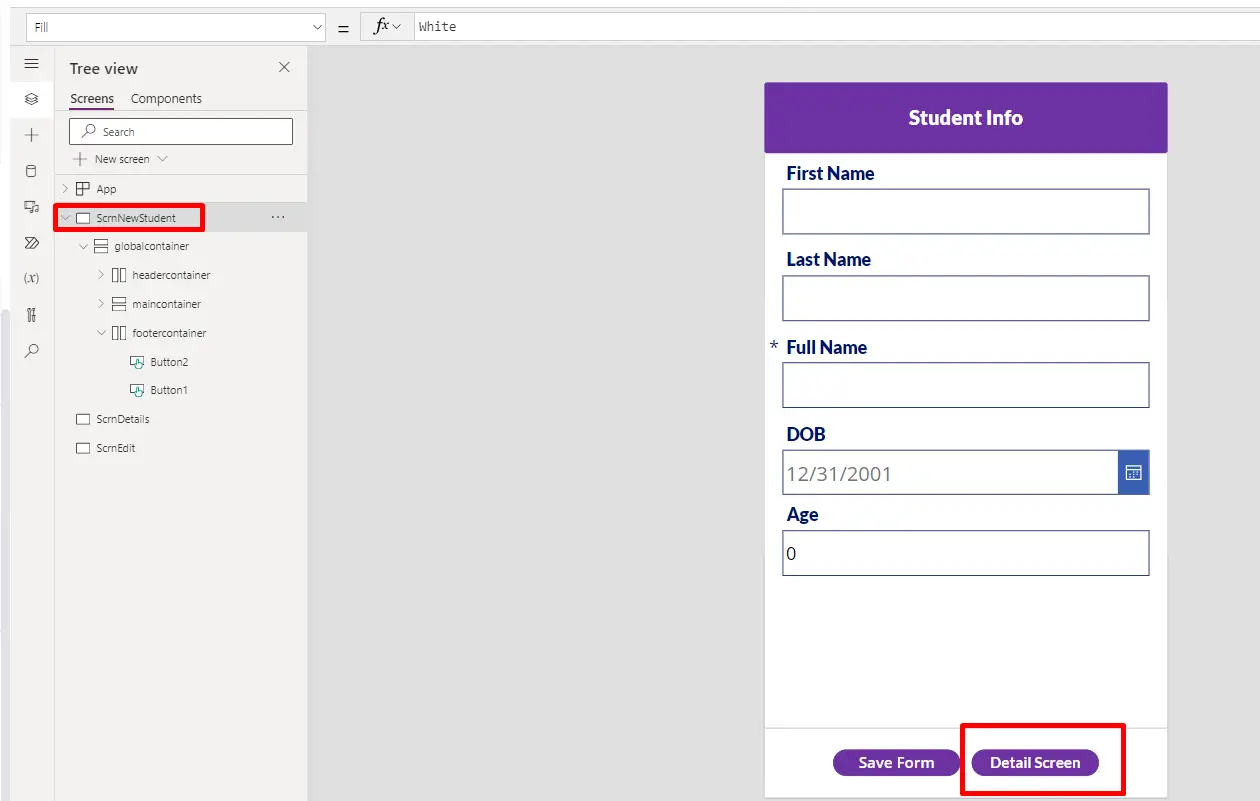 Fill = fx White
Tree view
Screens Components
Search
New screen
App
ScrnNewStudent ...
globalcontainer
headercontainer
maincontainer
footercontainer
Button2
Button1
ScrnDetails
ScrnEdit
(x)
Student Info
First Name
Last Name
* Full Name
DOB
12/31/2001
Age
0
Save Form Detail Screen